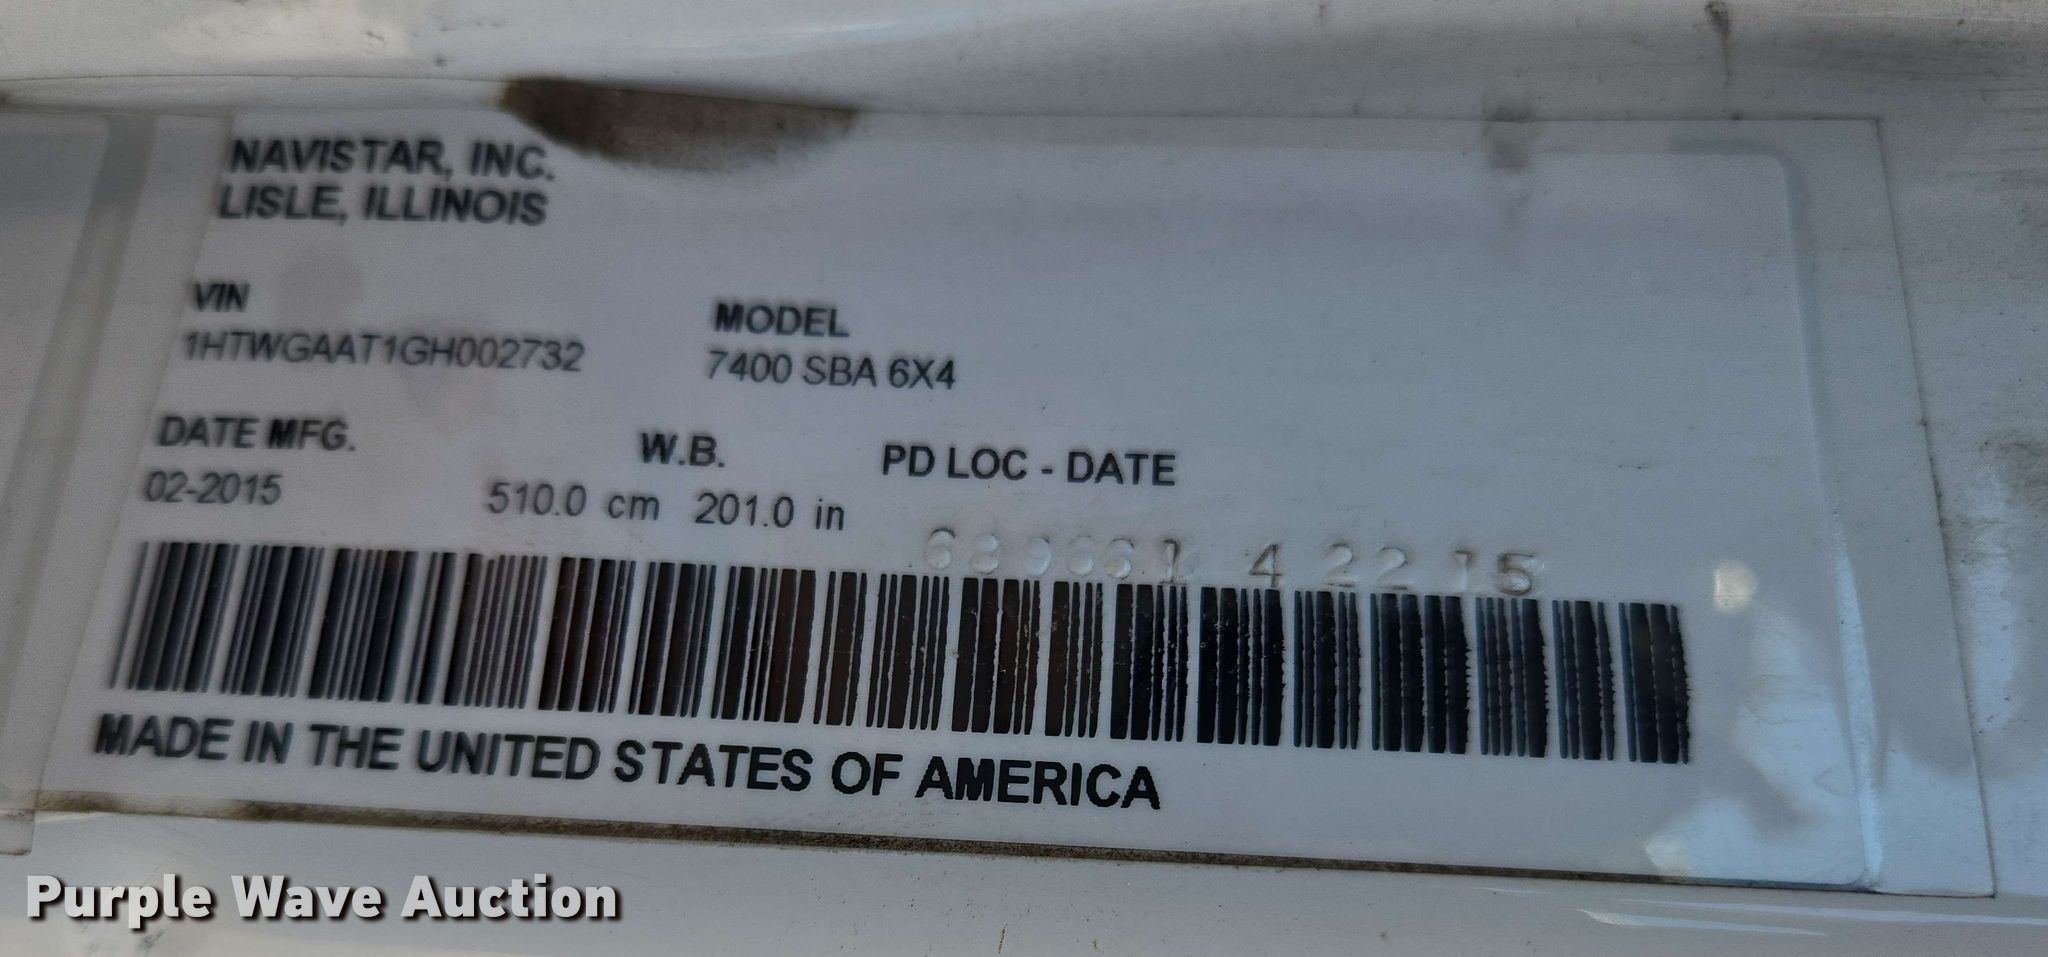 NAVISTAR, INC.
LISLE, ILLINOIS
VIN MODEL
1HTWGAAT1GH002732 7400 SBA 6X4
DATE MFG. W.B. PD LOC - DATE
02-2015 510.0 cm 201.0 in
4 22 15
MADE IN THE UNITED STATES OF AMERICA
Purple Wave Auction